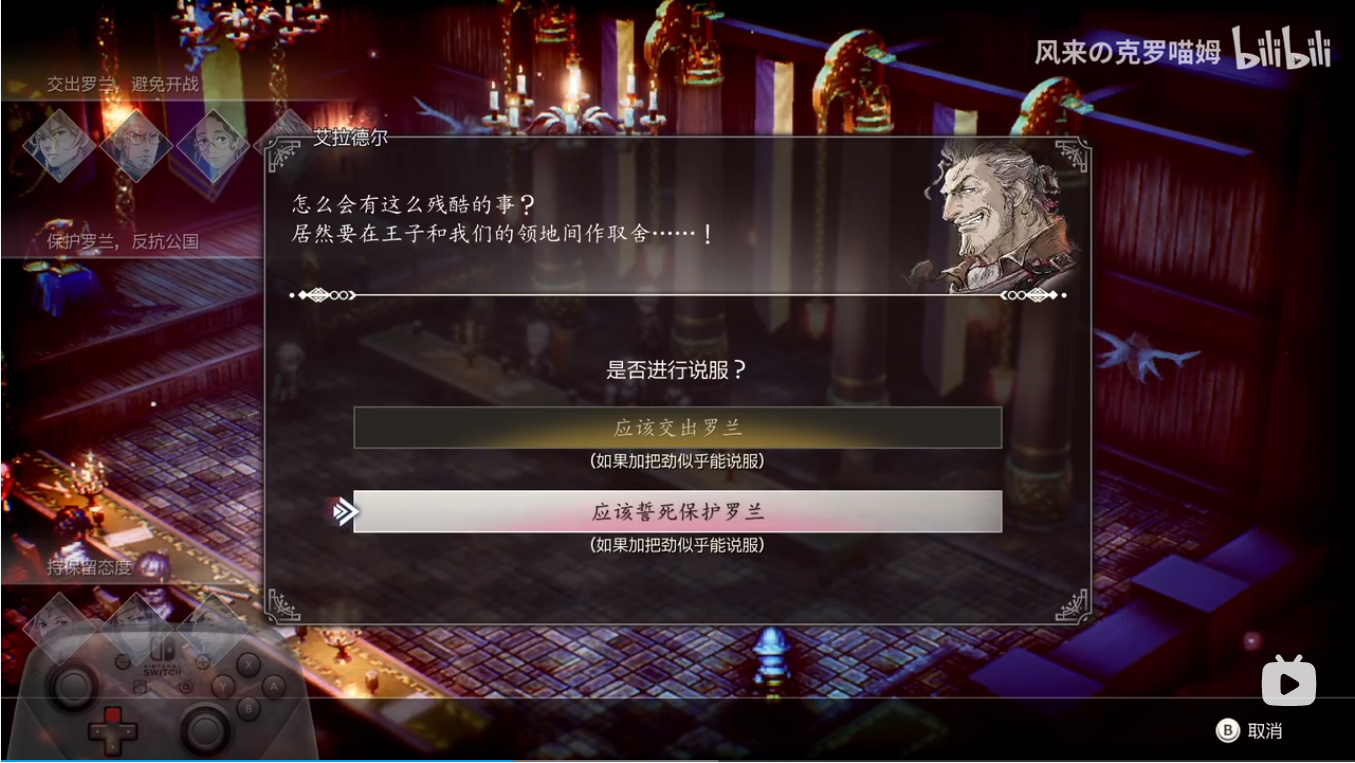 风来の克罗喵姆 bilibili
交出罗兰，避免开战
艾拉德尔
怎么会有这么残酷的事？
居然要在王子和我们的领地间作取舍……！
保护罗兰，反抗公国
是否进行说服？
应该交出罗兰
(如果加把劲似乎能说服)
应该誓死保护罗兰
(如果加把劲似乎能说服)
持保留态度
NINTENDO
SWITCH
X
Y
A
B
B 取消